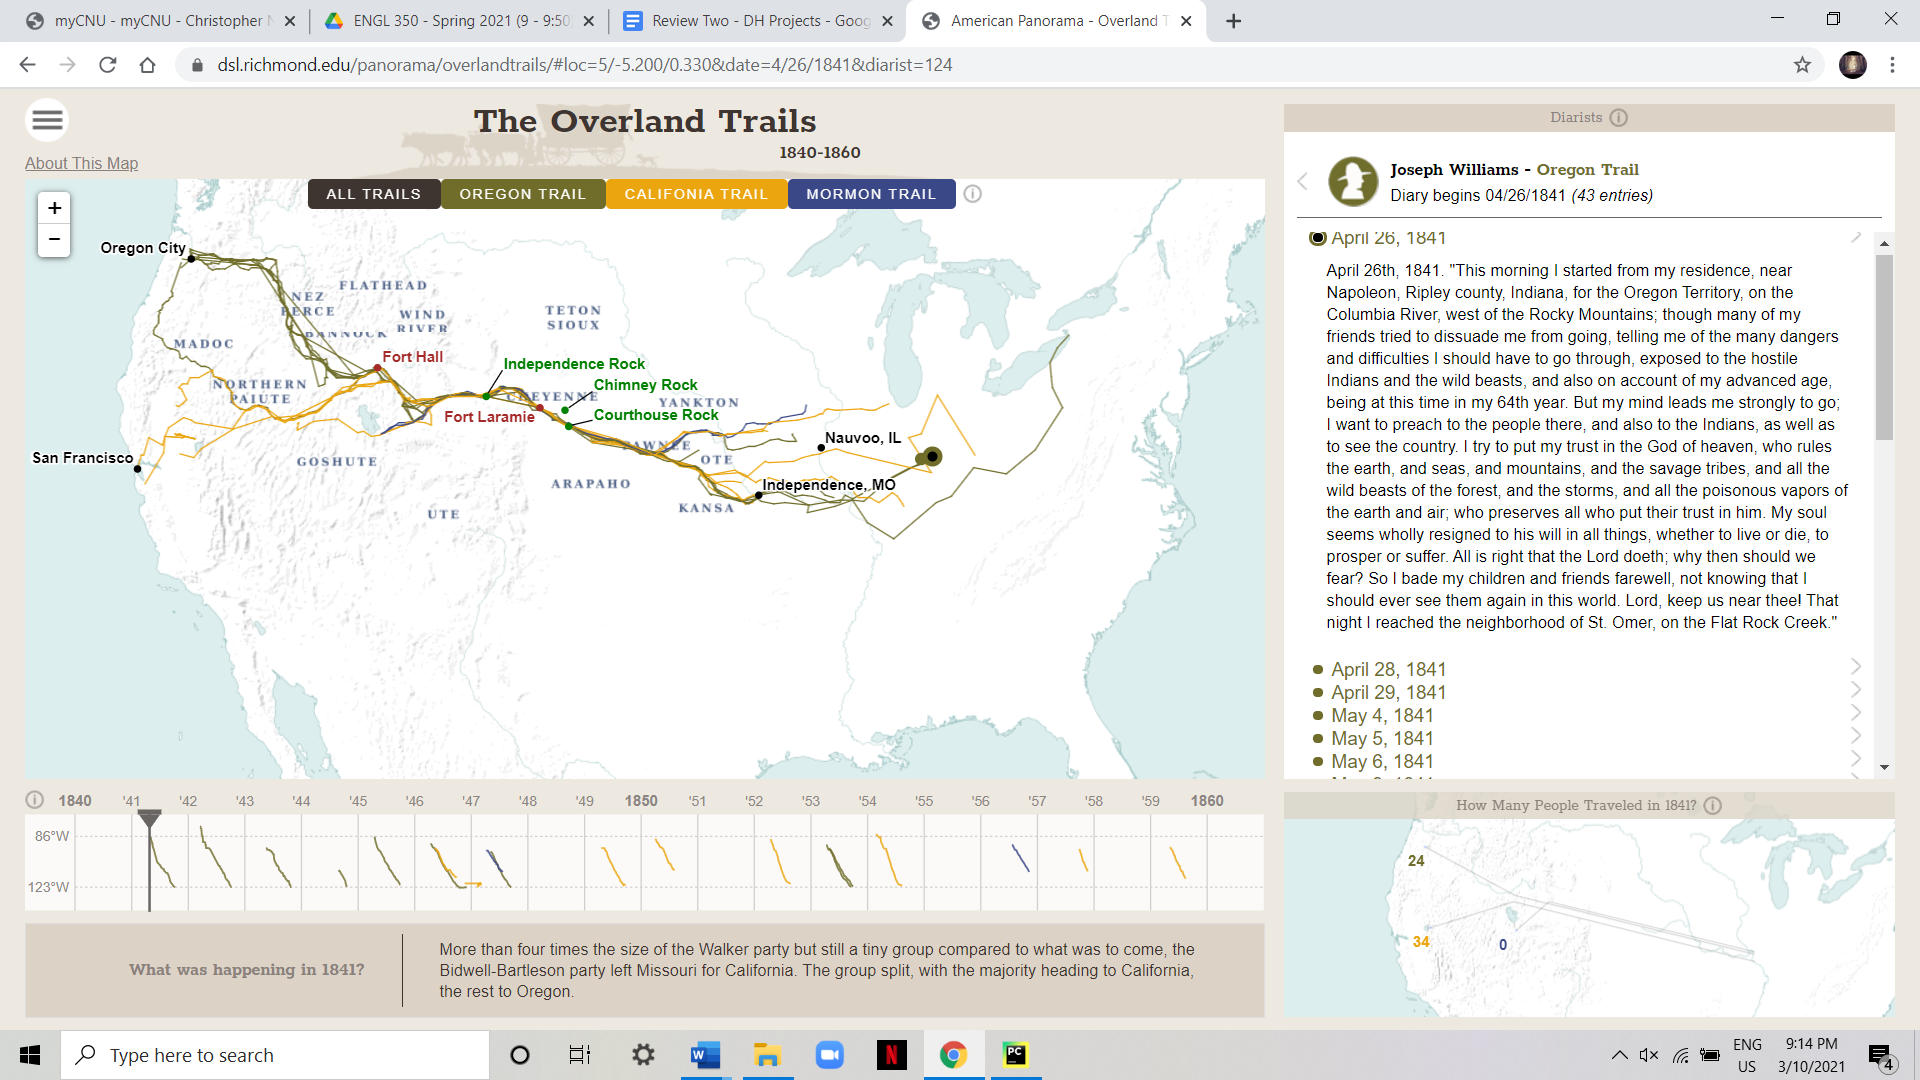 myCNU - myCNU - Christopher N
ENGL 350 - Spring 2021 (9 - 9:50
Review Two - DH Projects - Goog
American Panorama - Overland T
dsl.richmond.edu/panorama/overlandtrails/#loc=5/-5.200/0.330&date=4/26/1841&diarist=124
The Overland Trails
1840-1860
About This Map
ALL TRAILS
OREGON TRAIL
CALIFONIA TRAIL
MORMON TRAIL
+
−
Oregon City
FLATHEAD
NEZ
PERCE
WIND
RIVER
BANNOCK
TETON
SIOUX
MADOC
Fort Hall
Independence Rock
NORTHERN
PAIUTE
Chimney Rock
CHEYENNE
YANKTON
Fort Laramie
Courthouse Rock
PAWNEE
Nauvoo, IL
San Francisco
GOSHUTE
OTE
ARAPAHO
Independence, MO
KANSA
UTE
Diarists
Joseph Williams - Oregon Trail
Diary begins 04/26/1841 (43 entries)
April 26, 1841
April 26th, 1841. "This morning I started from my residence, near
Napoleon, Ripley county, Indiana, for the Oregon Territory, on the
Columbia River, west of the Rocky Mountains; though many of my
friends tried to dissuade me from going, telling me of the many dangers
and difficulties I should have to go through, exposed to the hostile
Indians and the wild beasts, and also on account of my advanced age,
being at this time in my 64th year. But my mind leads me strongly to go;
I want to preach to the people there, and also to the Indians, as well as
to see the country. I try to put my trust in the God of heaven, who rules
the earth, and seas, and mountains, and the savage tribes, and all the
wild beasts of the forest, and the storms, and all the poisonous vapors of
the earth and air; who preserves all who put their trust in him. My soul
seems wholly resigned to his will in all things, whether to live or die, to
prosper or suffer. All is right that the Lord doeth; why then should we
fear? So I bade my children and friends farewell, not knowing that I
should ever see them again in this world. Lord, keep us near thee! That
night I reached the neighborhood of St. Omer, on the Flat Rock Creek."
April 28, 1841
April 29, 1841
May 4, 1841
May 5, 1841
May 6, 1841
1840 '41 '42 '43 '44 '45 '46 '47 '48 '49 1850 '51 '52 '53 '54 '55 '56 '57 '58 '59 1860
86°W
123°W
How Many People Traveled in 1841?
24
34
0
What was happening in 1841?
More than four times the size of the Walker party but still a tiny group compared to what was to come, the
Bidwell-Bartleson party left Missouri for California. The group split, with the majority heading to California,
the rest to Oregon.
Type here to search
W
N
PC
ENG
US
9:14 PM
3/10/2021
4